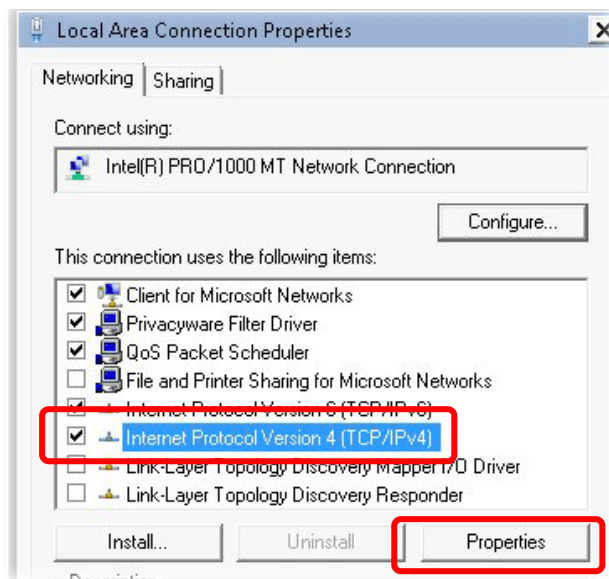 Local Area Connection Properties
Networking
Sharing
Connect using:
Intel(R) PRO/1000 MT Network Connection
Configure...
This connection uses the following items:
Client for Microsoft Networks
Privacyware Filter Driver
QoS Packet Scheduler
File and Printer Sharing for Microsoft Networks
Internet Protocol Version 6 (TCP/IPv6)
Internet Protocol Version 4 (TCP/IPv4)
Link-Layer Topology Discovery Mapper I/O Driver
Link-Layer Topology Discovery Responder
Install...
Uninstall
Properties
Description